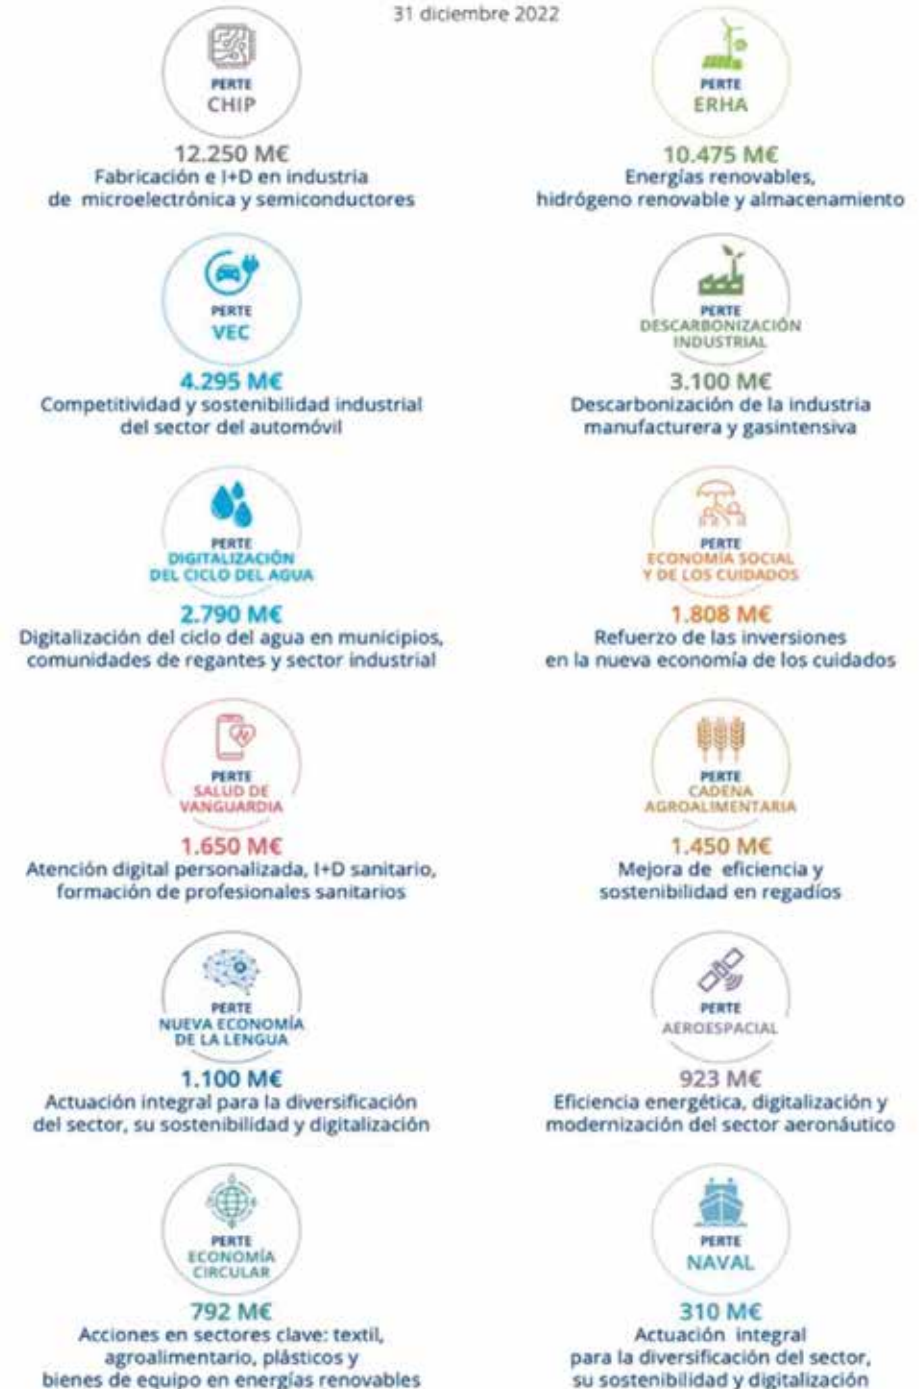 31 diciembre 2022
PERTE
CHIP
12.250 M€
Fabricación e I+D en industria
de microelectrónica y semiconductores
PERTE
ERHA
10.475 M€
Energías renovables,
hidrógeno renovable y almacenamiento
PERTE
VEC
4.295 M€
Competitividad y sostenibilidad industrial
del sector del automóvil
PERTE
DESCARBONIZACIÓN
INDUSTRIAL
3.100 M€
Descarbonización de la industria
manufacturera y gasintensiva
PERTE
DIGITALIZACIÓN
DEL CICLO DEL AGUA
2.790 M€
Digitalización del ciclo del agua en municipios,
comunidades de regantes y sector industrial
PERTE
ECONOMÍA SOCIAL
Y DE LOS CUIDADOS
1.808 M€
Refuerzo de las inversiones
en la nueva economía de los cuidados
PERTE
SALUD DE
VANGUARDIA
1.650 M€
Atención digital personalizada, I+D sanitario,
formación de profesionales sanitarios
PERTE
CADENA
AGROALIMENTARIA
1.450 M€
Mejora de eficiencia y
sostenibilidad en regadíos
PERTE
NUEVA ECONOMÍA
DE LA LENGUA
1.100 M€
Actuación integral para la diversificación
del sector, su sostenibilidad y digitalización
PERTE
AEROESPACIAL
923 M€
Eficiencia energética, digitalización y
modernización del sector aeronáutico
PERTE
ECONOMÍA
CIRCULAR
792 M€
Acciones en sectores clave: textil,
agroalimentario, plásticos y
bienes de equipo en energías renovables
PERTE
NAVAL
310 M€
Actuación integral
para la diversificación del sector,
su sostenibilidad y digitalización